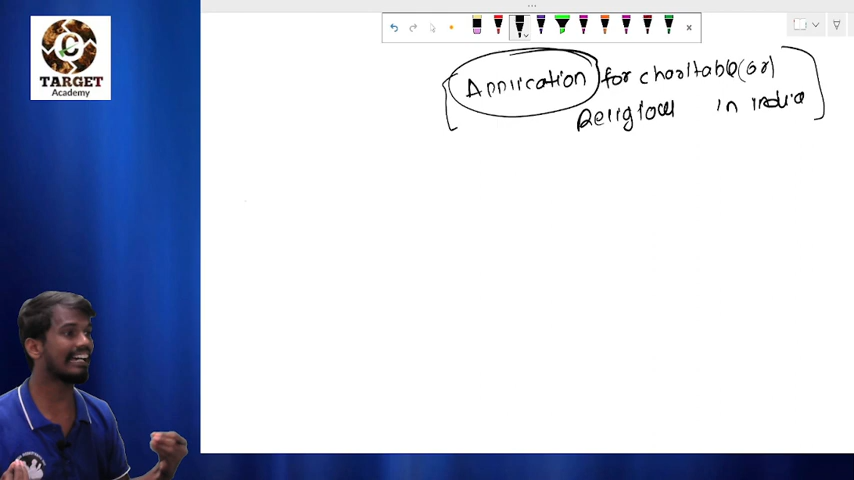 TARGET
Academy
Application for charitable (or)
Religious in India